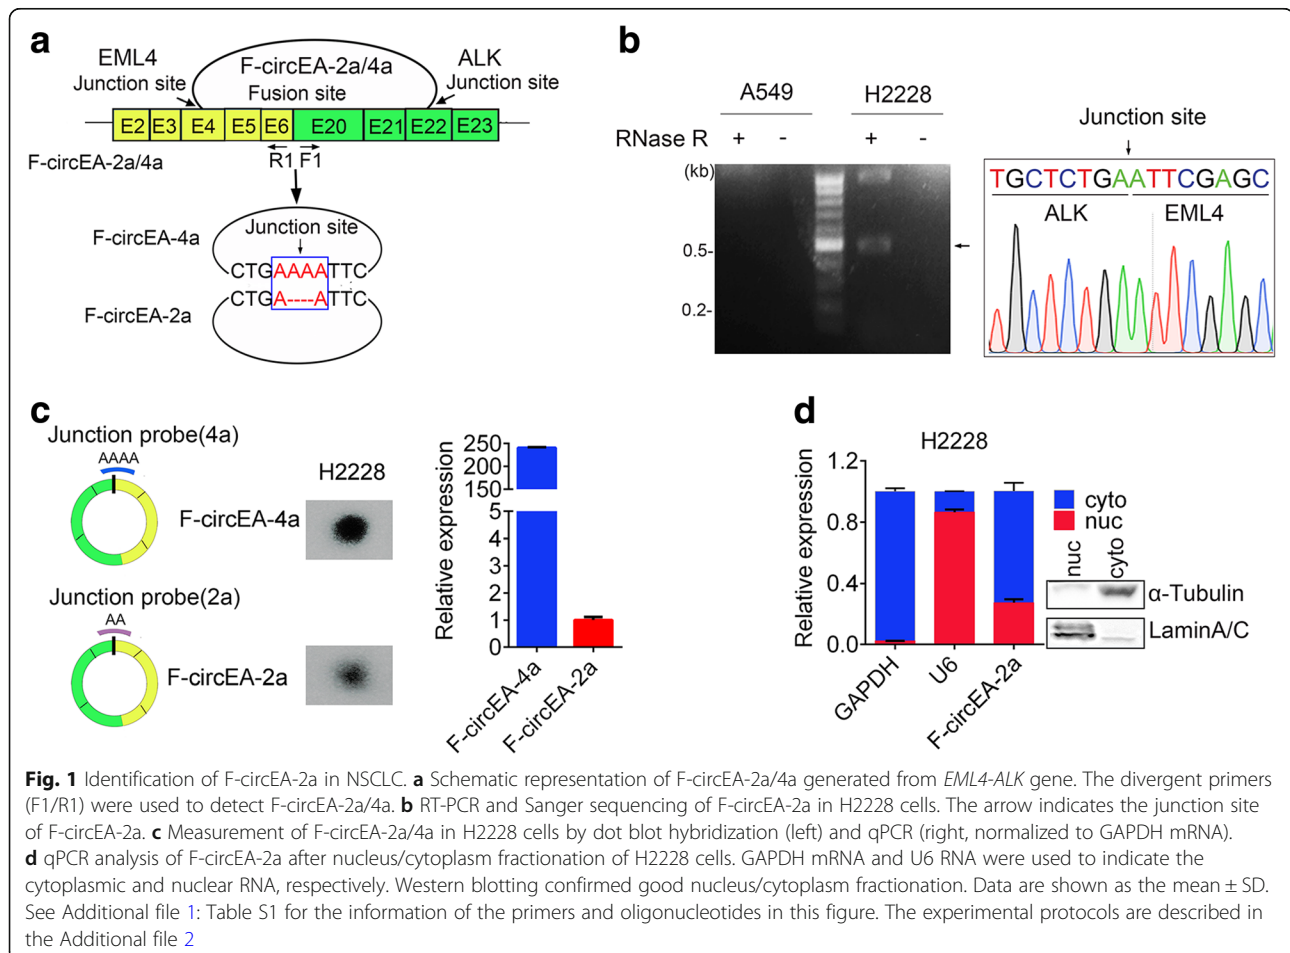 a
EML4
Junction site
F-circEA-2a/4a
Fusion site
ALK
Junction site
E2 E3 E4 E5 E6 E20 E21 E22 E23
R1 F1
F-circEA-2a/4a
F-circEA-4a
Junction site
CTGAAAATTC
CTGA----ATTC
F-circEA-2a
b
A549 H2228
RNase R + - + -
(kb)
0.5-
0.2-
Junction site
TGCTCTGAATTCGAGC
ALK EML4
c
Junction probe(4a)
AAAA
F-circEA-4a
H2228
Junction probe(2a)
AA
F-circEA-2a
Relative expression
250
200
150
5
4
3
2
1
0
F-circEA-4a
F-circEA-2a
d
H2228
Relative expression
1.2
0.8
0.4
0.0
GAPDH
U6
F-circEA-2a
cyto
nuc
nuc cyto
α-Tubulin
LaminA/C
Fig. 1 Identification of F-circEA-2a in NSCLC. a Schematic representation of F-circEA-2a/4a generated from EML4-ALK gene. The divergent primers
(F1/R1) were used to detect F-circEA-2a/4a. b RT-PCR and Sanger sequencing of F-circEA-2a in H2228 cells. The arrow indicates the junction site
of F-circEA-2a. c Measurement of F-circEA-2a/4a in H2228 cells by dot blot hybridization (left) and qPCR (right, normalized to GAPDH mRNA).
d qPCR analysis of F-circEA-2a after nucleus/cytoplasm fractionation of H2228 cells. GAPDH mRNA and U6 RNA were used to indicate the
cytoplasmic and nuclear RNA, respectively. Western blotting confirmed good nucleus/cytoplasm fractionation. Data are shown as the mean ± SD.
See Additional file 1: Table S1 for the information of the primers and oligonucleotides in this figure. The experimental protocols are described in
the Additional file 2